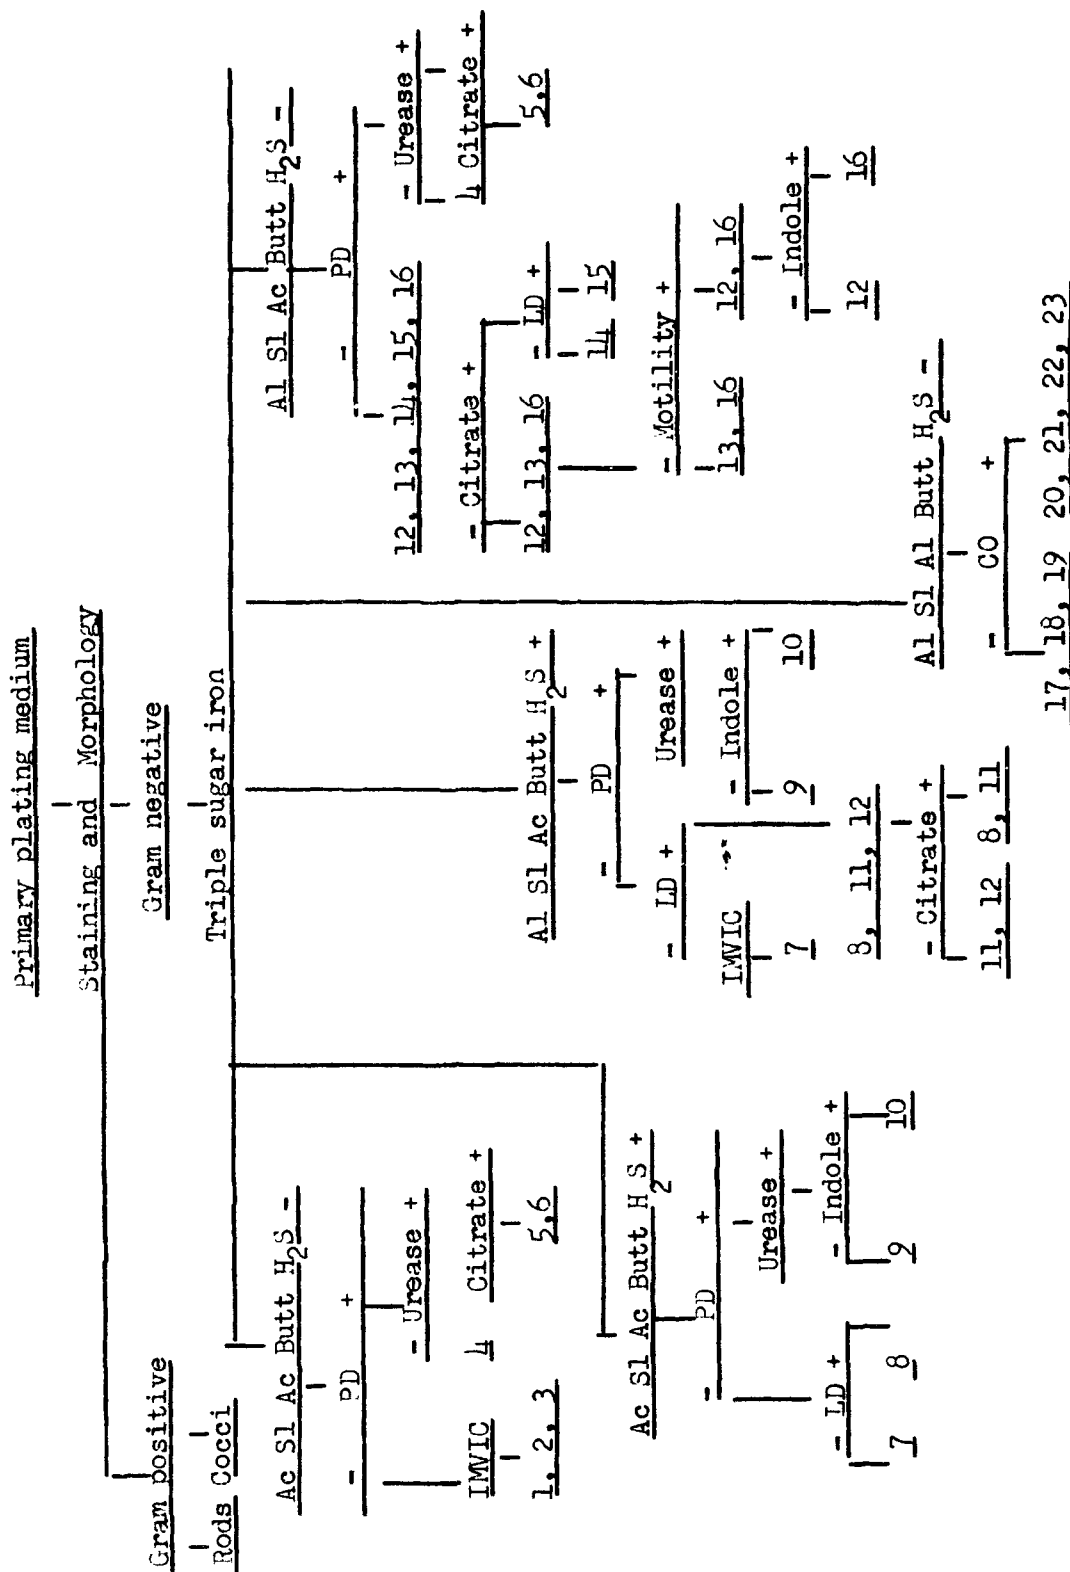 Primary plating medium
Staining and Morphology
Gram positive
Gram negative
Rods Cocci
Triple sugar iron
Ac Sl Ac Butt H2S -
- PD +
IMVIC
- Urease +
1, 2, 3
4 Citrate +
5,6
Ac Sl Ac Butt H2S +
- PD +
- LD +
Urease +
7 8
- Indole +
9 10
Al Sl Ac Butt H2S +
- PD +
- LD +
Urease +
IMVIC
- Indole +
7
9 10
8, 11, 12
- Citrate +
11, 12 8, 11
Al Sl Al Butt H2S -
- CO +
17, 18, 19 20, 21, 22, 23
Al Sl Ac Butt H2S -
- PD +
12, 13, 14, 15, 16
- Urease +
- Citrate +
4 Citrate +
12, 13, 16
- LD +
5,6
14 15
- Motility +
13, 16 12, 16
- Indole +
12 16